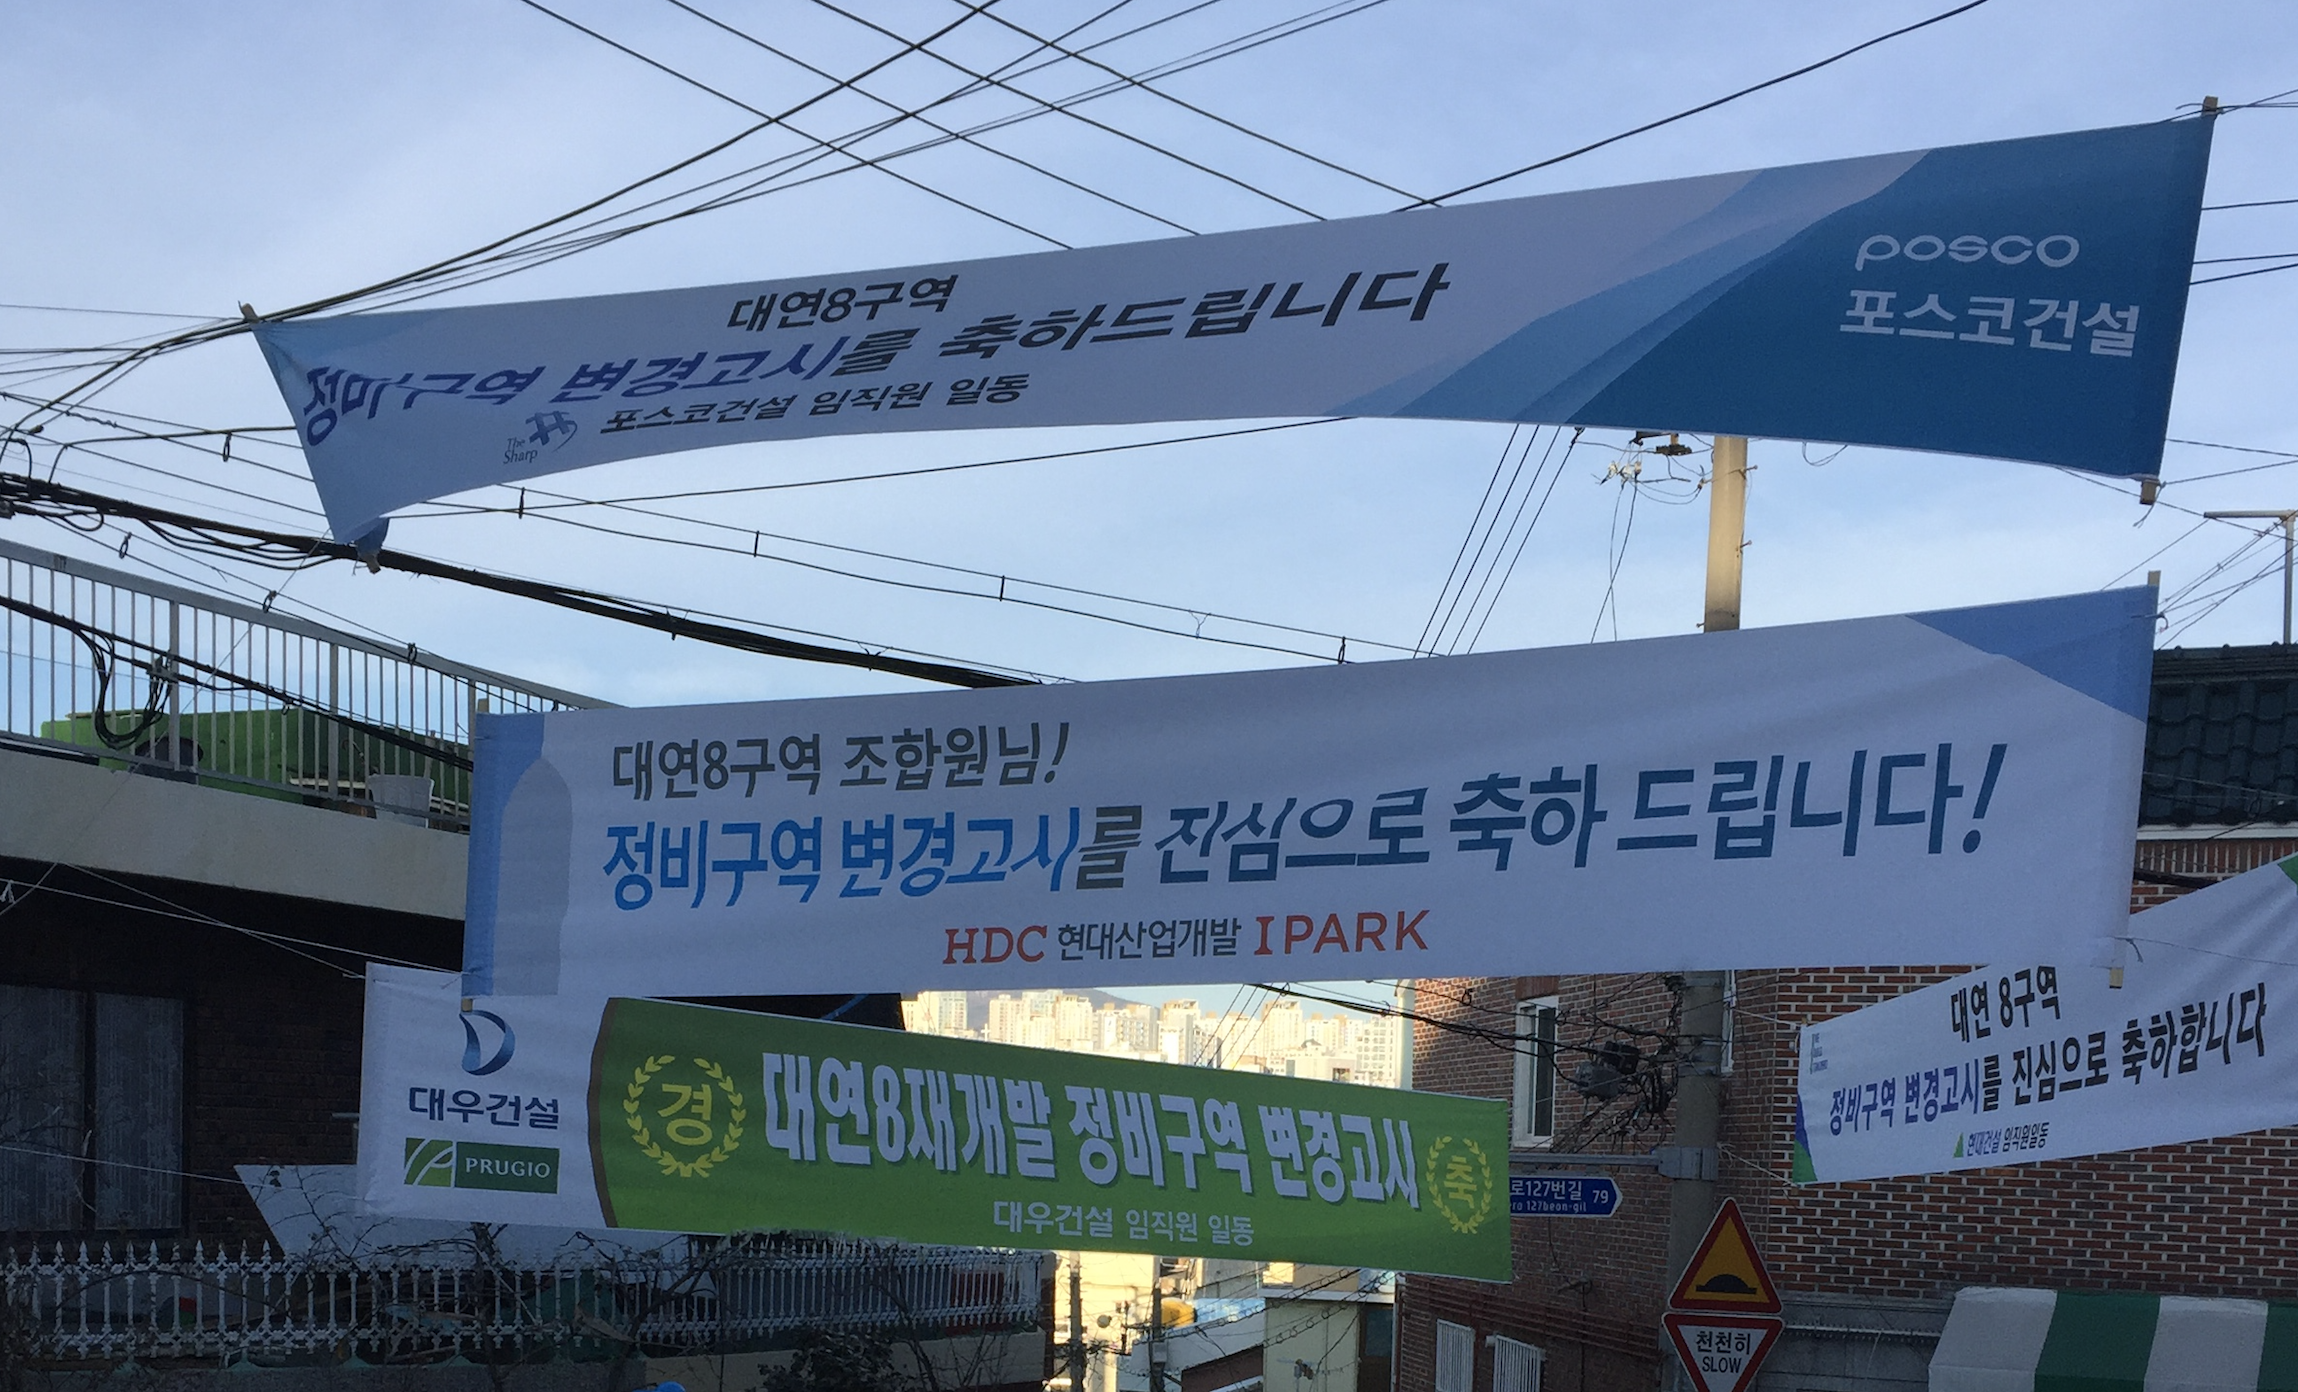 posco
포스코건설
대연8구역
정비구역 변경고시를 축하드립니다
The Sharp
포스코건설 임직원 일동
대연8구역 조합원님!
정비구역 변경고시를 진심으로 축하 드립니다!
HDC 현대산업개발 IPARK
대우건설
PRUGIO
경
대연8재개발 정비구역 변경고시
축
대우건설 임직원 일동
대연 8구역
정비구역 변경고시를 진심으로 축하합니다
현대건설 임직원일동
로127번길 79
ro 127beon-gil
천천히
SLOW